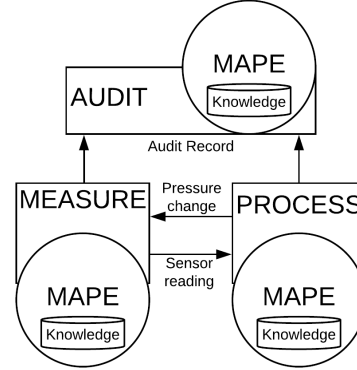 MAPE
AUDIT
Knowledge
Audit Record
MEASURE
Pressure
change
PROCESS
Sensor
reading
MAPE
MAPE
Knowledge
Knowledge